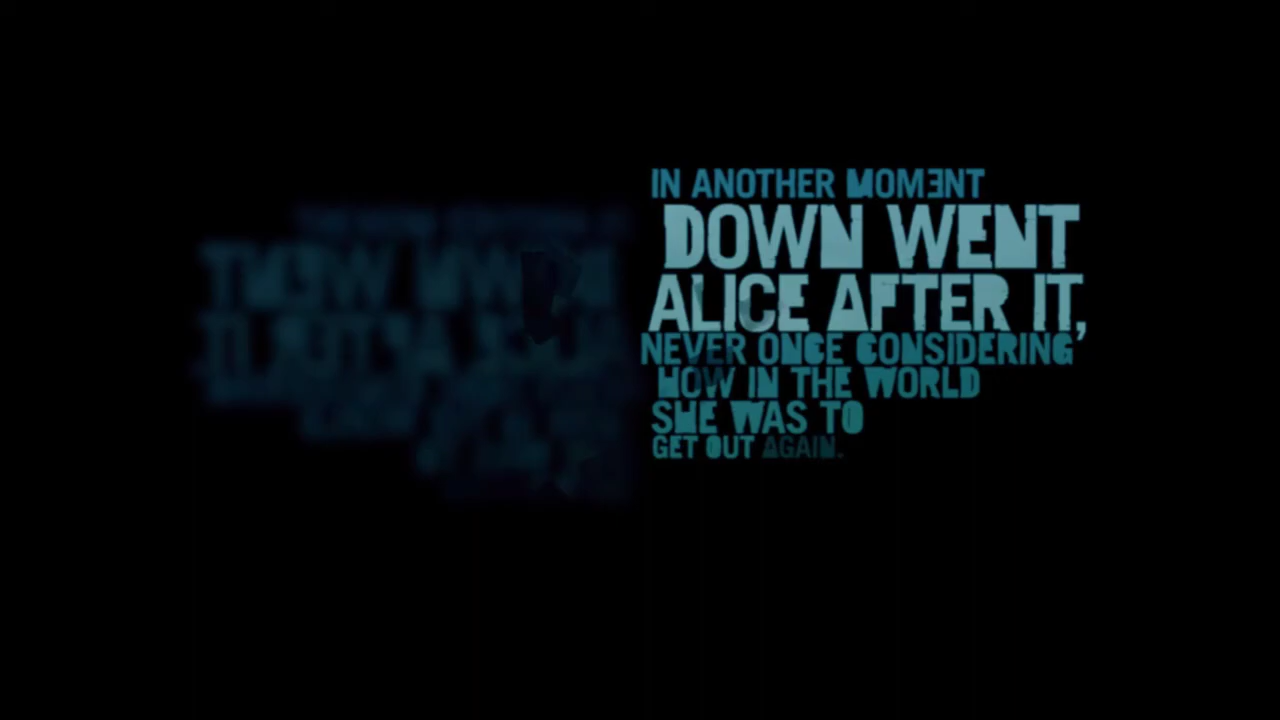 IN ANOTHER MOMENT
DOWN WENT
ALICE AFTER IT,
NEVER ONCE CONSIDERING
HOW IN THE WORLD
SHE WAS TO
GET OUT AGAIN.